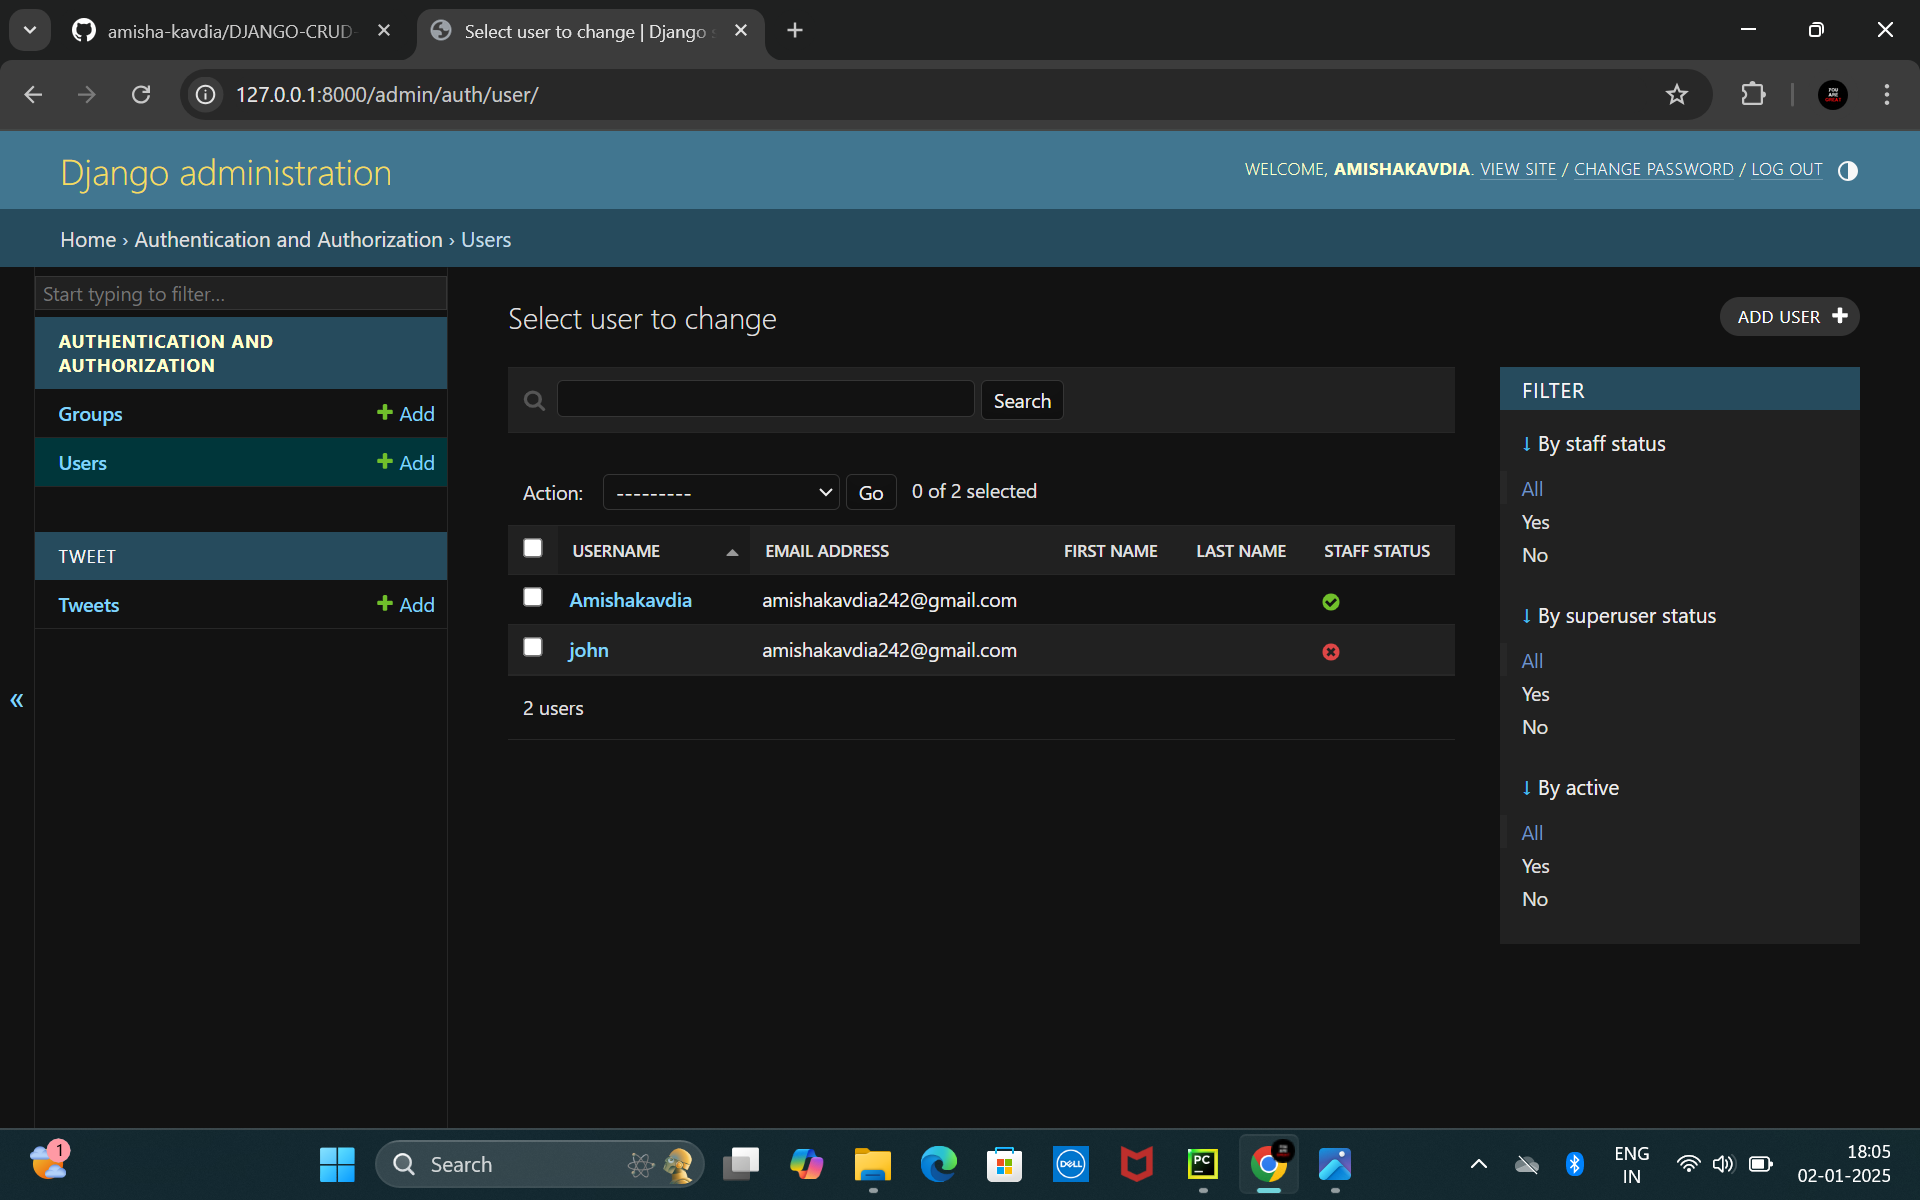 amisha-kavdia/DJANGO-CRUD-
Select user to change | Django s
127.0.0.1:8000/admin/auth/user/
Django administration
WELCOME, AMISHAKAVDIA. VIEW SITE / CHANGE PASSWORD / LOG OUT
Home › Authentication and Authorization › Users
Start typing to filter...
AUTHENTICATION AND
AUTHORIZATION
Groups + Add
Users + Add
TWEET
Tweets + Add
«
Select user to change
ADD USER +
Search
Action: --------- Go 0 of 2 selected
USERNAME EMAIL ADDRESS FIRST NAME LAST NAME STAFF STATUS
Amishakavdia amishakavdia242@gmail.com
john amishakavdia242@gmail.com
2 users
FILTER
↓ By staff status
All
Yes
No
↓ By superuser status
All
Yes
No
↓ By active
All
Yes
No
1
Search
DELL
PC
ENG
IN
18:05
02-01-2025